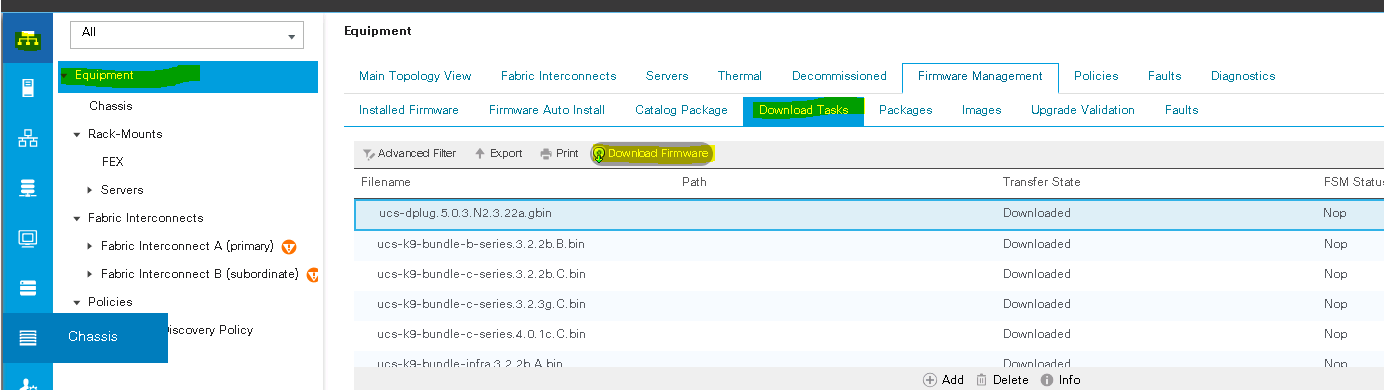 All
Equipment
Chassis
Rack-Mounts
FEX
Servers
Fabric Interconnects
Fabric Interconnect A (primary)
Fabric Interconnect B (subordinate)
Policies
Discovery Policy
Chassis
Equipment
Main Topology View Fabric Interconnects Servers Thermal Decommissioned Firmware Management Policies Faults Diagnostics
Installed Firmware Firmware Auto Install Catalog Package Download Tasks Packages Images Upgrade Validation Faults
Advanced Filter Export Print Download Firmware
Filename Path Transfer State FSM Status
ucs-dplug.5.0.3.N2.3.22a.gbin Downloaded Nop
ucs-k9-bundle-b-series.3.2.2b.B.bin Downloaded Nop
ucs-k9-bundle-c-series.3.2.2b.C.bin Downloaded Nop
ucs-k9-bundle-c-series.3.2.3g.C.bin Downloaded Nop
ucs-k9-bundle-c-series.4.0.1c.C.bin Downloaded Nop
ucs-k9-bundle-infra.3.2.2b.A.bin Downloaded Nop
Add Delete Info